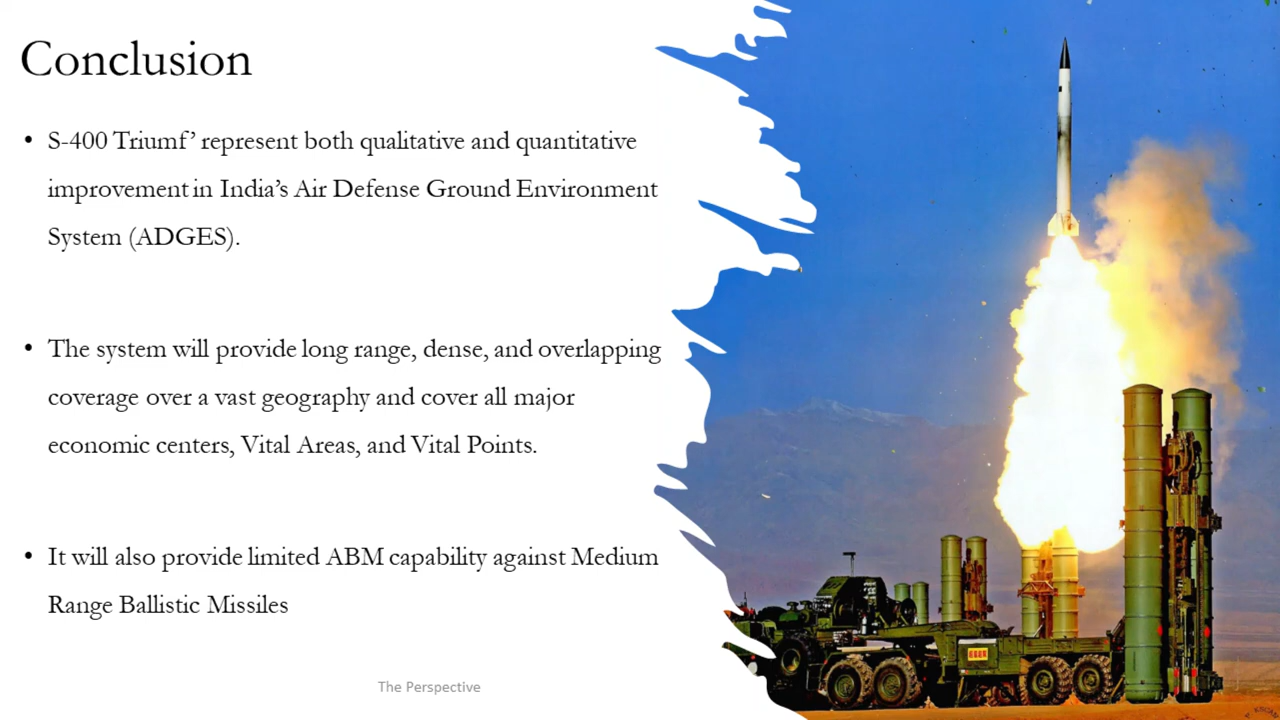 Conclusion
• S-400 Triumf’ represent both qualitative and quantitative
improvement in India’s Air Defense Ground Environment
System (ADGES).
• The system will provide long range, dense, and overlapping
coverage over a vast geography and cover all major
economic centers, Vital Areas, and Vital Points.
• It will also provide limited ABM capability against Medium
Range Ballistic Missiles
The Perspective